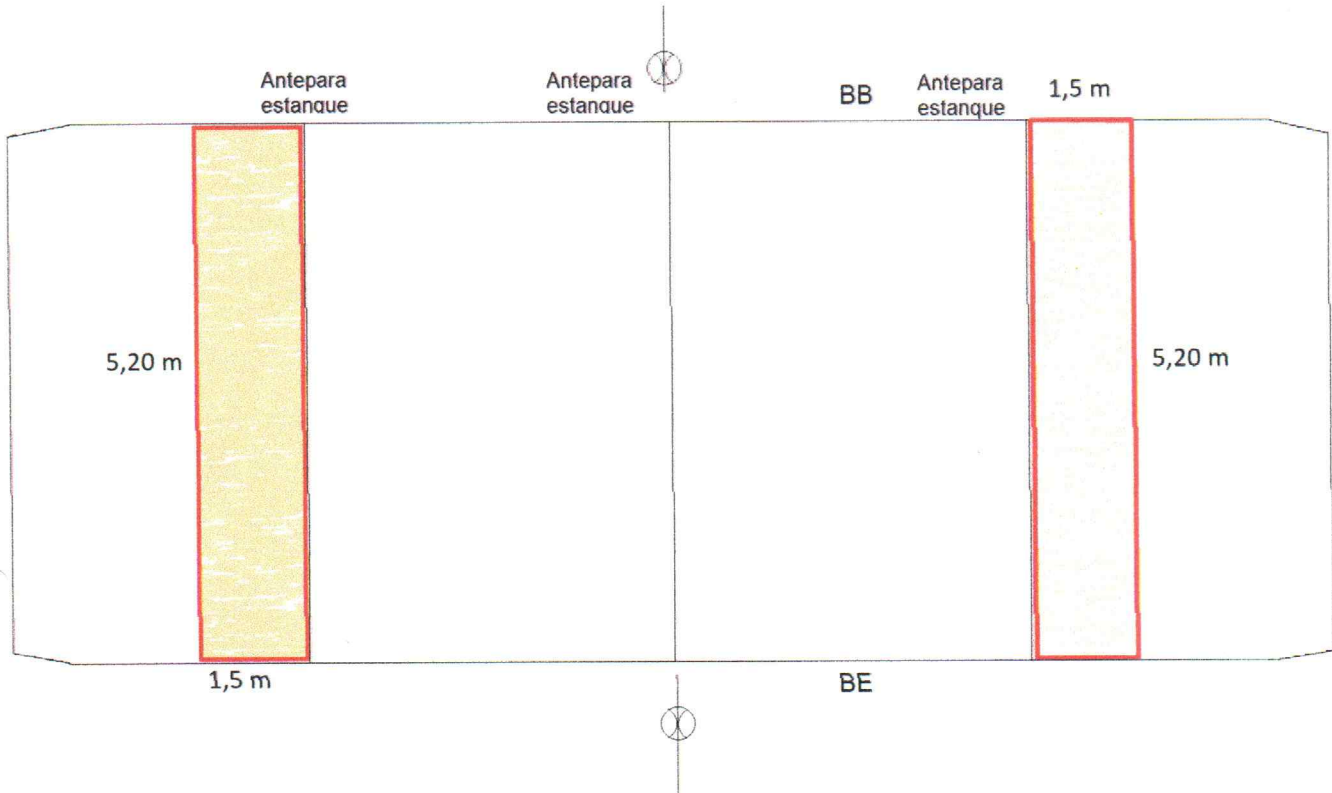 Antepara
estanque
Antepara
estanque
BB
Antepara
estanque
1,5 m
5,20 m
5,20 m
1,5 m
BE